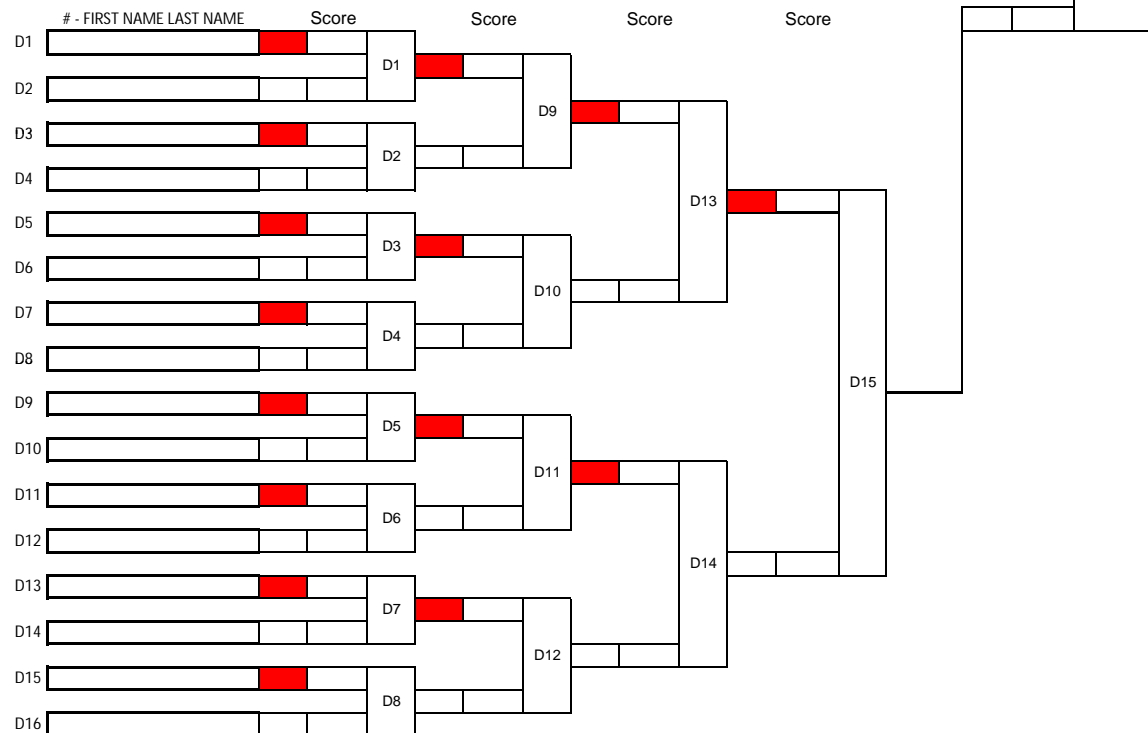 # - FIRST NAME LAST NAME Score Score Score Score
D1
D1
D2
D9
D3
D2
D4
D13
D5
D3
D6
D10
D7
D4
D8
D15
D9
D5
D10
D11
D11
D6
D12
D14
D13
D7
D14
D12
D15
D8
D16